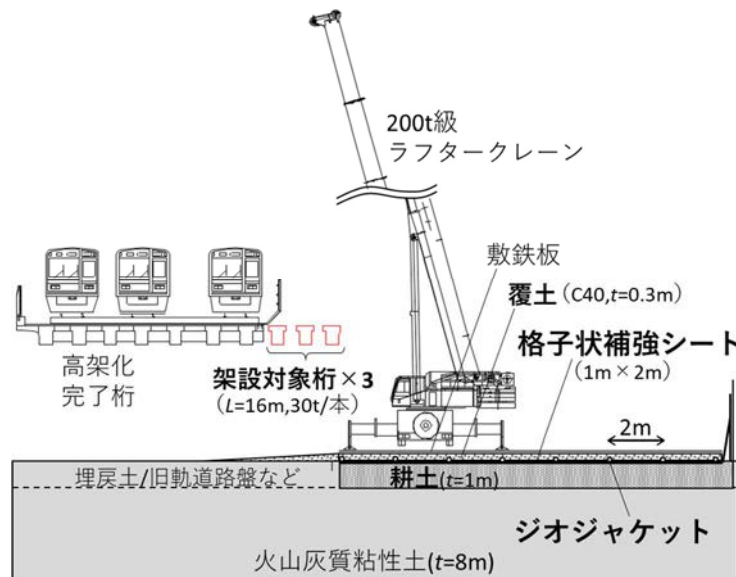 200t級
ラフタークレーン
敷鉄板
覆土(C40,t=0.3m)
格子状補強シート
(1m×2m)
高架化
完了桁
架設対象桁×3
(L=16m,30t/本)
2m
埋戻土/旧軌道路盤など
耕土(t=1m)
ジオジャケット
火山灰質粘性土(t=8m)